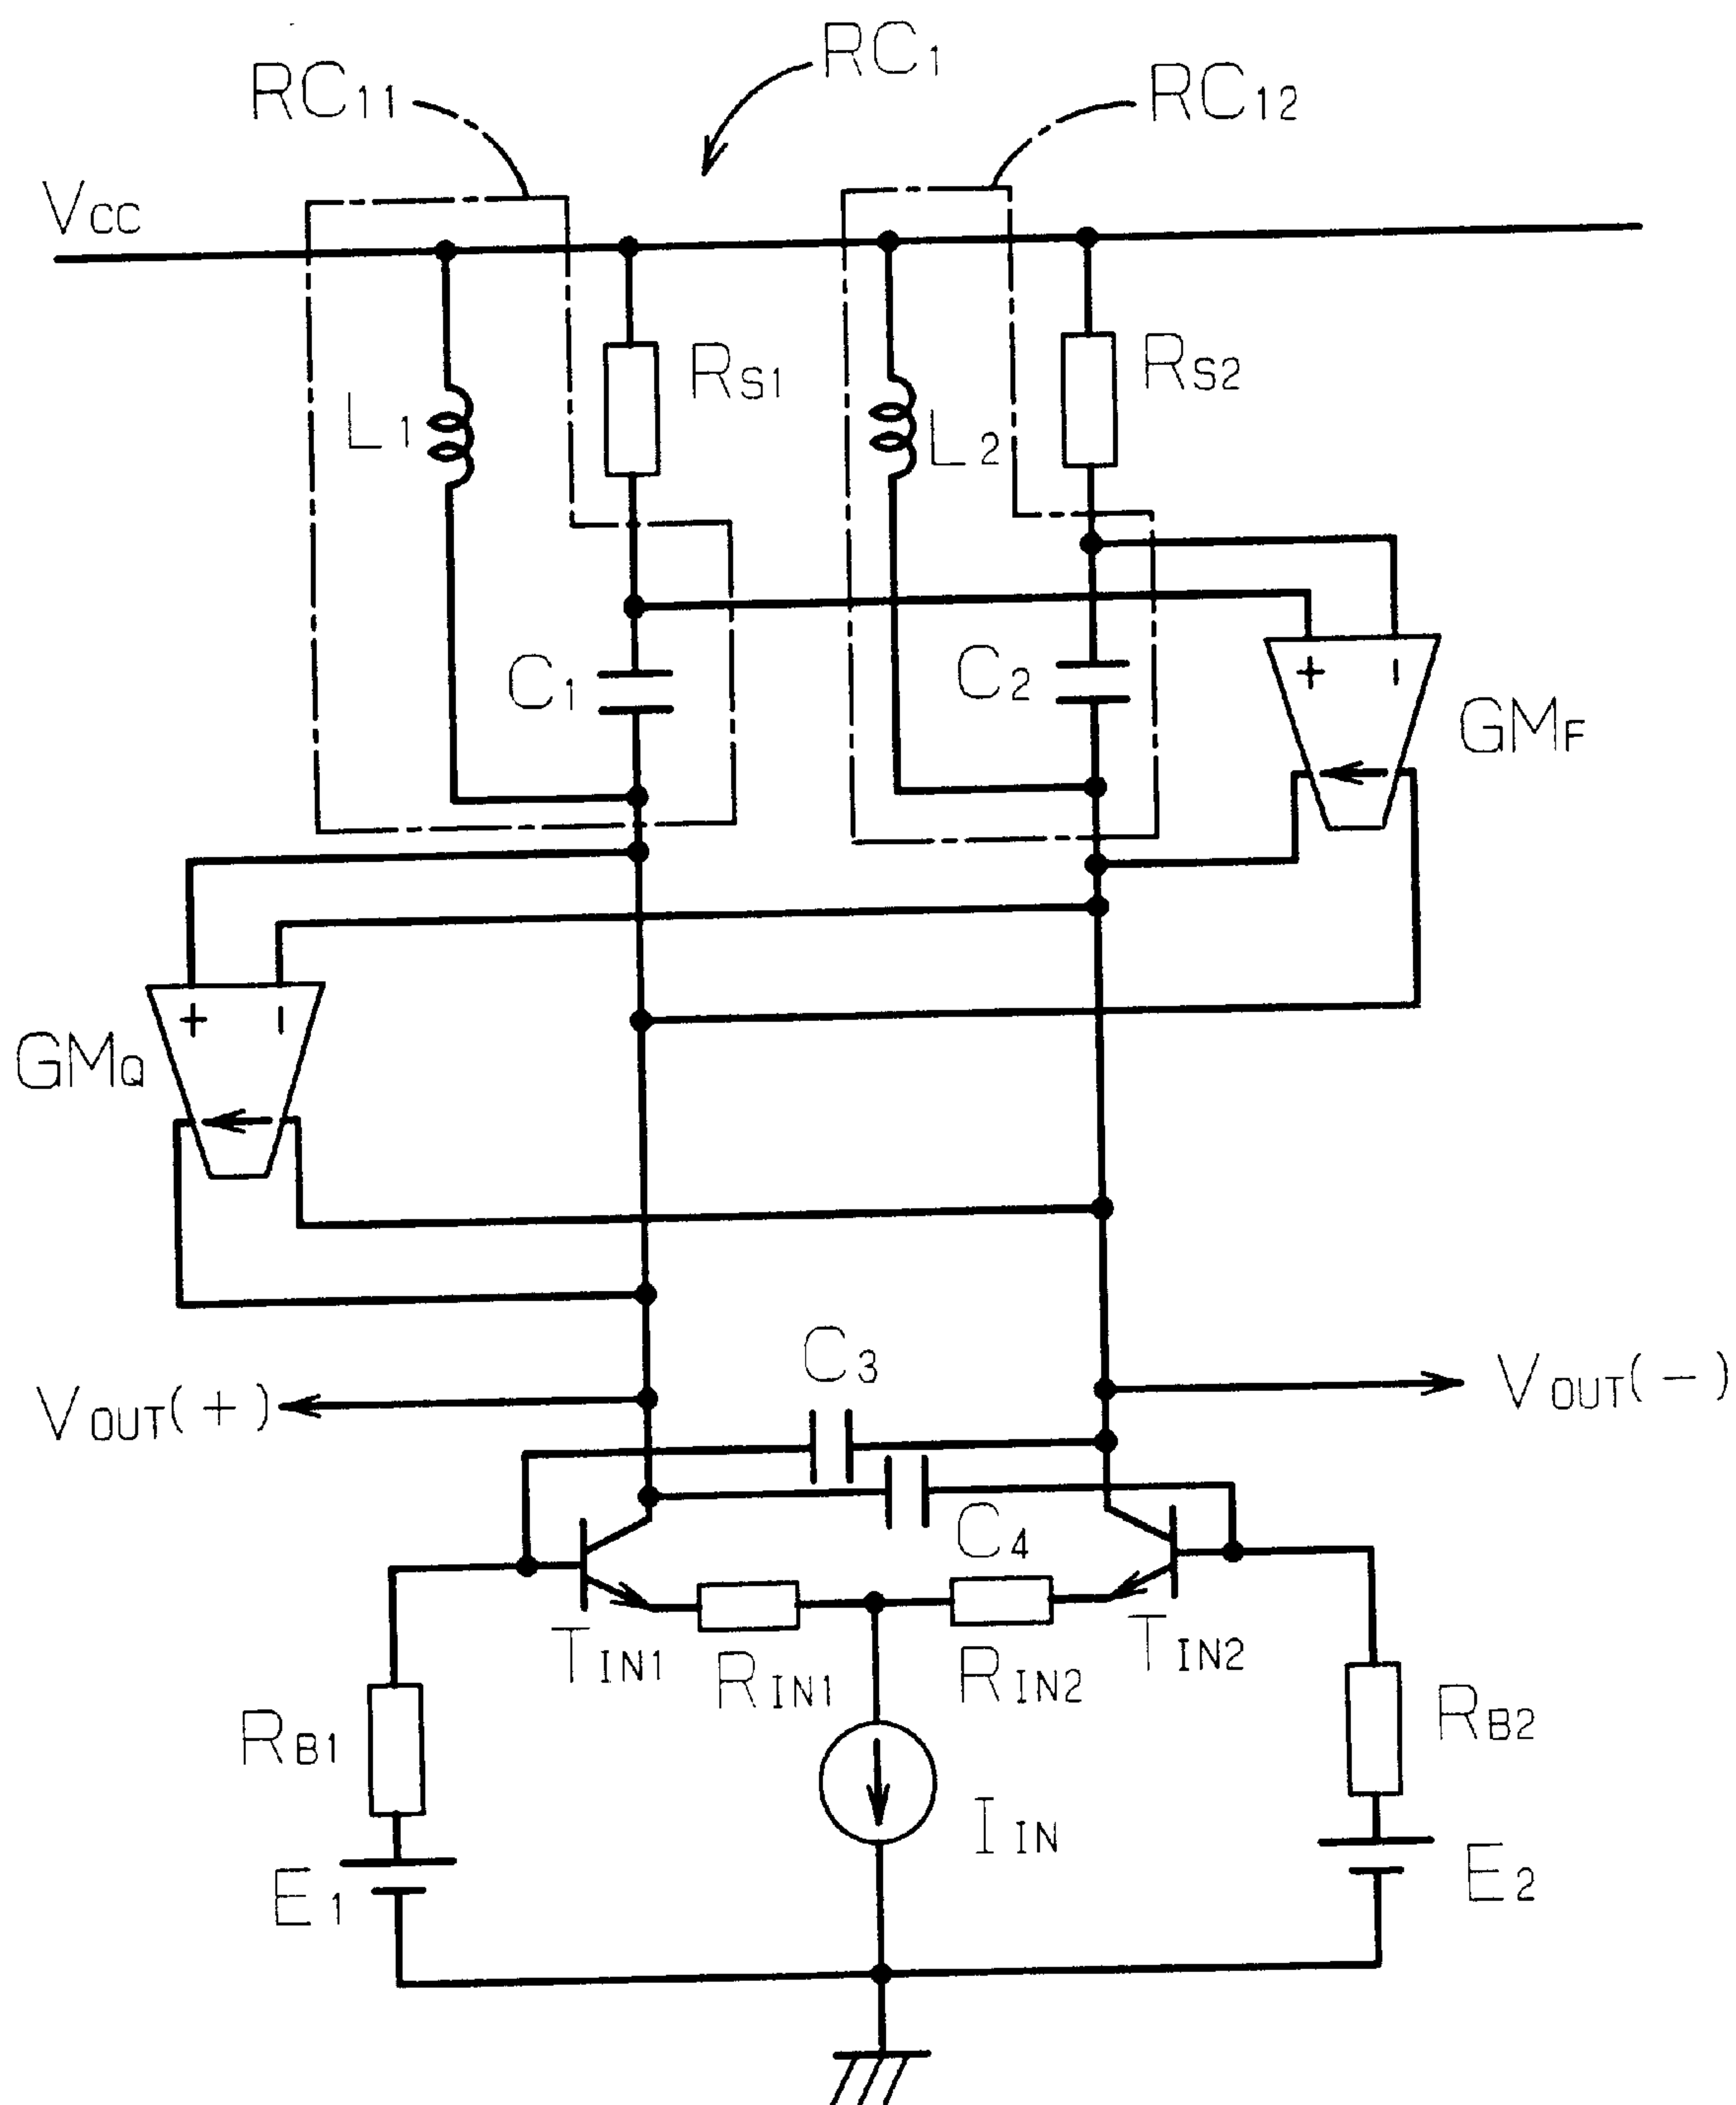 RC1
RC11
RC12
VCC
RS1
RS2
L1
L2
C1
C2
+ −
GMF
+ −
GMQ
C3
VOUT(+)
VOUT(−)
C4
TIN1
RIN1
RIN2
TIN2
RB1
RB2
IIN
E1
E2